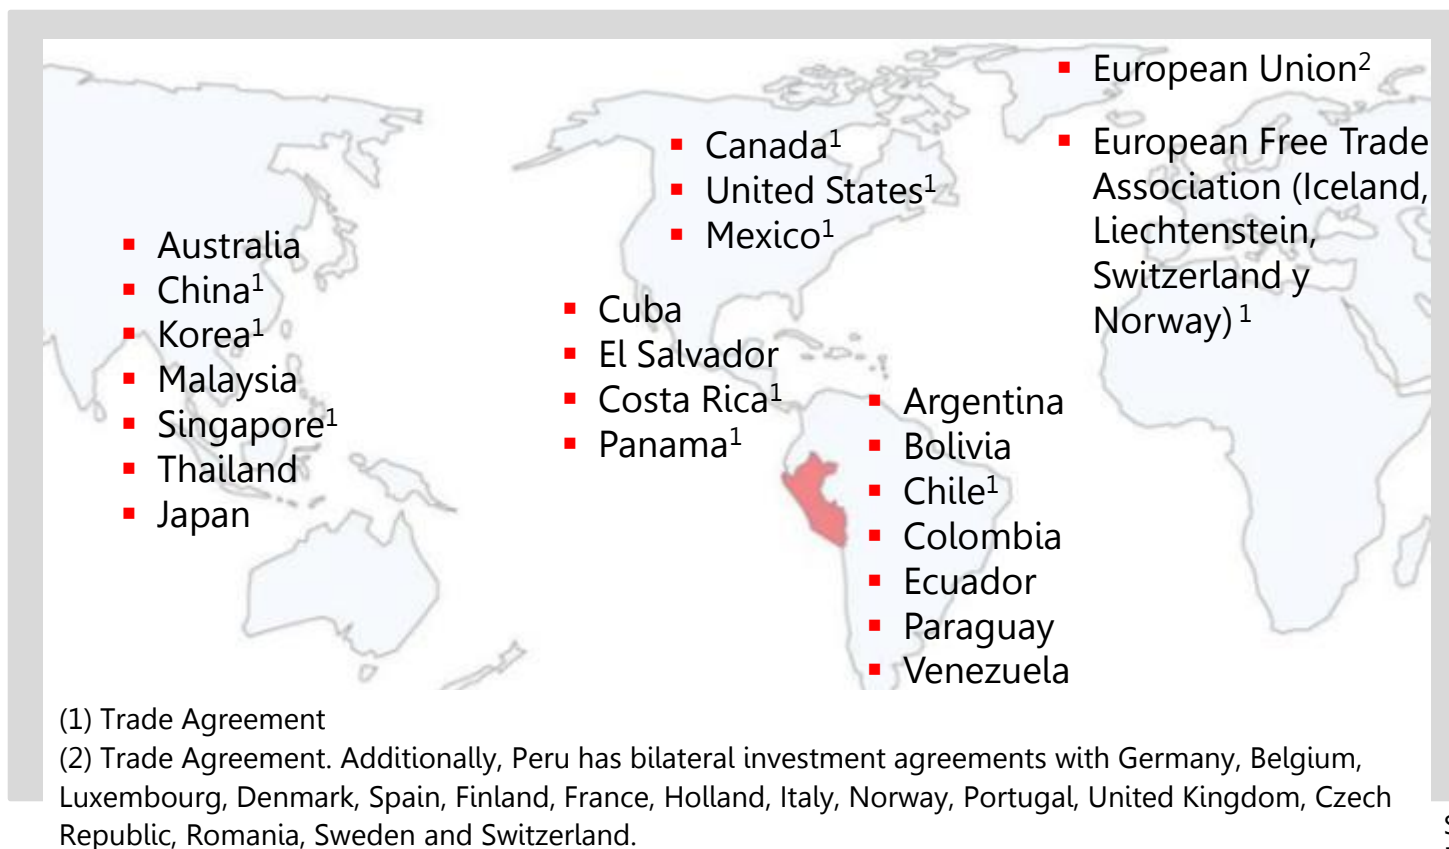 ▪ European Union²
▪ European Free Trade
Association (Iceland,
Liechtenstein,
Switzerland y
Norway) ¹
▪ Canada¹
▪ United States¹
▪ Mexico¹
▪ Australia
▪ China¹
▪ Korea¹
▪ Malaysia
▪ Singapore¹
▪ Thailand
▪ Japan
▪ Cuba
▪ El Salvador
▪ Costa Rica¹
▪ Panama¹
▪ Argentina
▪ Bolivia
▪ Chile¹
▪ Colombia
▪ Ecuador
▪ Paraguay
▪ Venezuela
(1) Trade Agreement
(2) Trade Agreement. Additionally, Peru has bilateral investment agreements with Germany, Belgium,
Luxembourg, Denmark, Spain, Finland, France, Holland, Italy, Norway, Portugal, United Kingdom, Czech
Republic, Romania, Sweden and Switzerland.